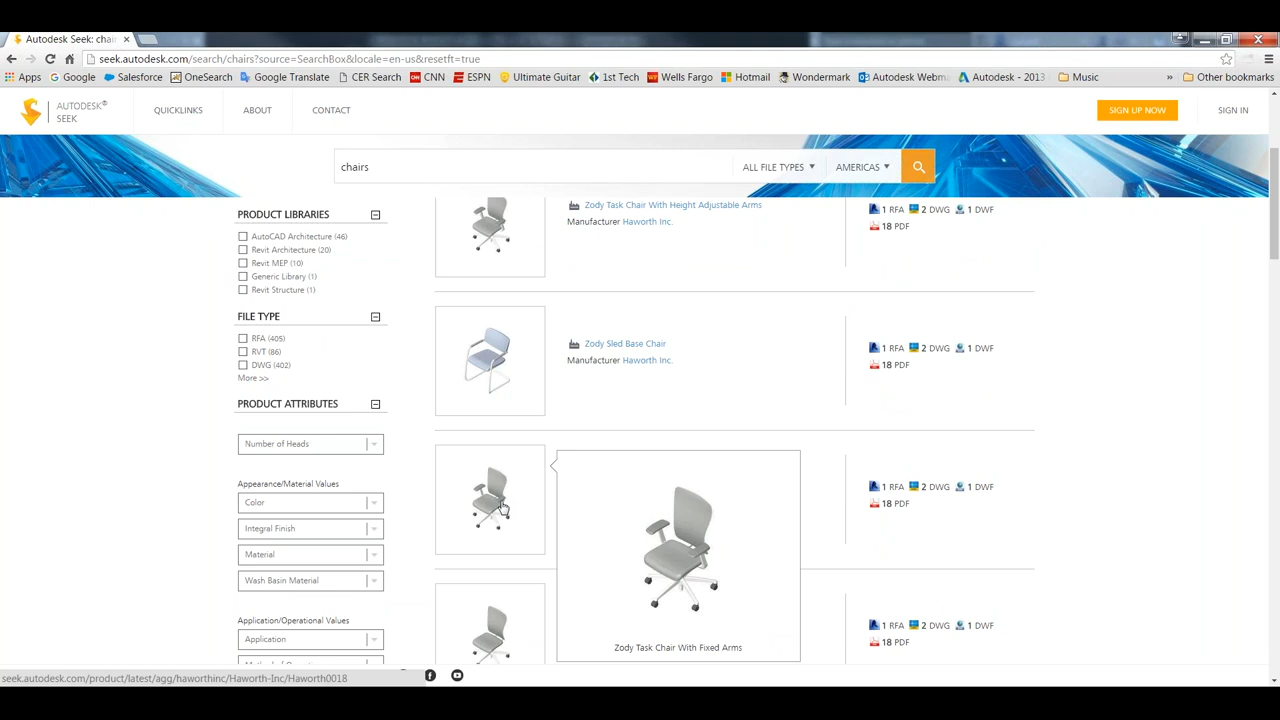 Autodesk Seek: chai
seek.autodesk.com/search/chairs?source=SearchBox&locale=en-us&resetft=true
Apps Google Salesforce OneSearch Google Translate CER Search CNN ESPN Ultimate Guitar 1st Tech Wells Fargo Hotmail Wondermark Autodesk Webm Autodesk - 2013 Music » Other bookmarks
AUTODESK®
SEEK
QUICKLINKS ABOUT CONTACT SIGN UP NOW SIGN IN
chairs ALL FILE TYPES AMERICAS
PRODUCT LIBRARIES
AutoCAD Architecture (46)
Revit Architecture (20)
Revit MEP (10)
Generic Library (1)
Revit Structure (1)
FILE TYPE
RFA (405)
RVT (86)
DWG (402)
More >>
PRODUCT ATTRIBUTES
Number of Heads
Appearance/Material Values
Color
Integral Finish
Material
Wash Basin Material
Application/Operational Values
Application
Zody Task Chair With Height Adjustable Arms
Manufacturer Haworth Inc.
1 RFA 2 DWG 1 DWF
18 PDF
Zody Sled Base Chair
Manufacturer Haworth Inc.
1 RFA 2 DWG 1 DWF
18 PDF
Zody Task Chair With Fixed Arms
1 RFA 2 DWG 1 DWF
18 PDF
1 RFA 2 DWG 1 DWF
18 PDF
seek.autodesk.com/product/latest/agg/haworthinc/Haworth-Inc/Haworth0018